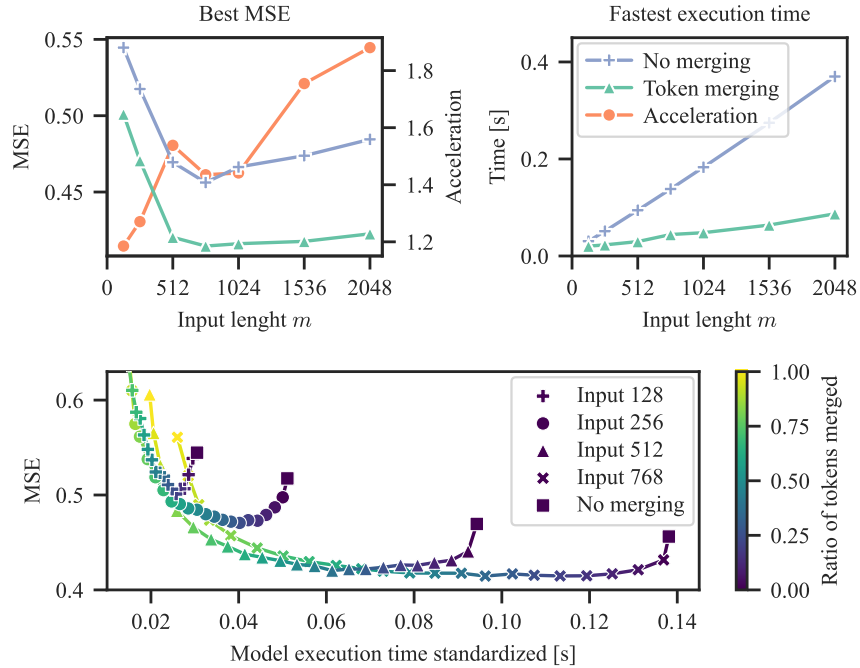 Best MSE
Fastest execution time
0.55
0.50
0.45
MSE
1.8
1.6
1.4
1.2
Acceleration
0 512 1024 1536 2048
Input lenght m
0.4
0.2
0.0
Time [s]
No merging
Token merging
Acceleration
0 512 1024 1536 2048
Input lenght m
0.6
0.5
0.4
MSE
Input 128
Input 256
Input 512
Input 768
No merging
0.02 0.04 0.06 0.08 0.10 0.12 0.14
Model execution time standardized [s]
1.00
0.75
0.50
0.25
0.00
Ratio of tokens merged